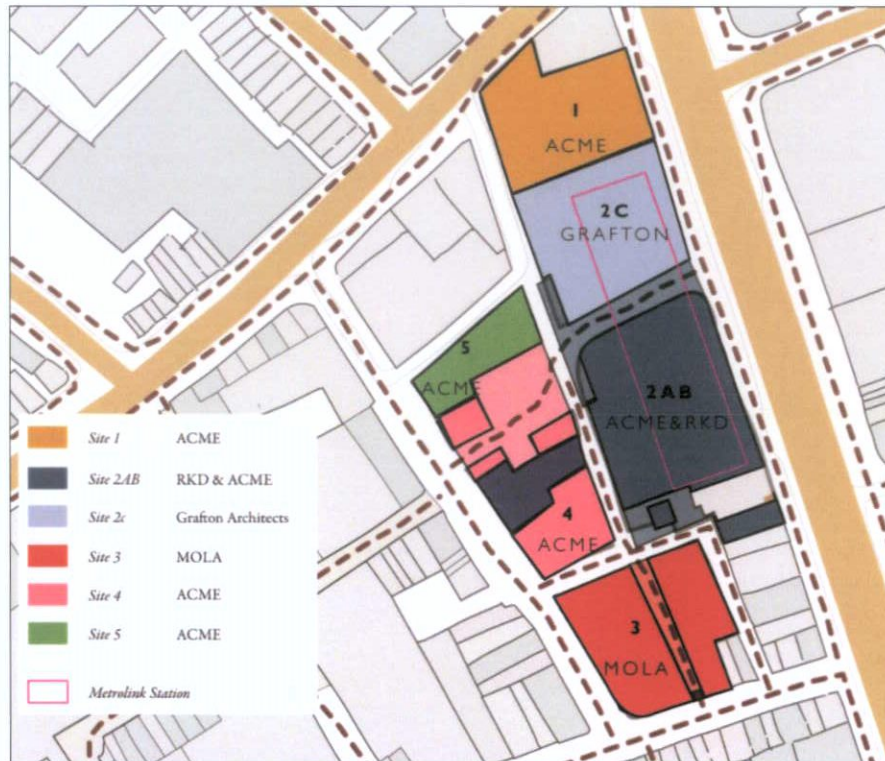 1
ACME
2C
GRAFTON
5
ACME
2AB
ACME&RKD
4
ACME
3
MOLA
Site 1 ACME
Site 2AB RKD & ACME
Site 2c Grafton Architects
Site 3 MOLA
Site 4 ACME
Site 5 ACME
Metrolink Station